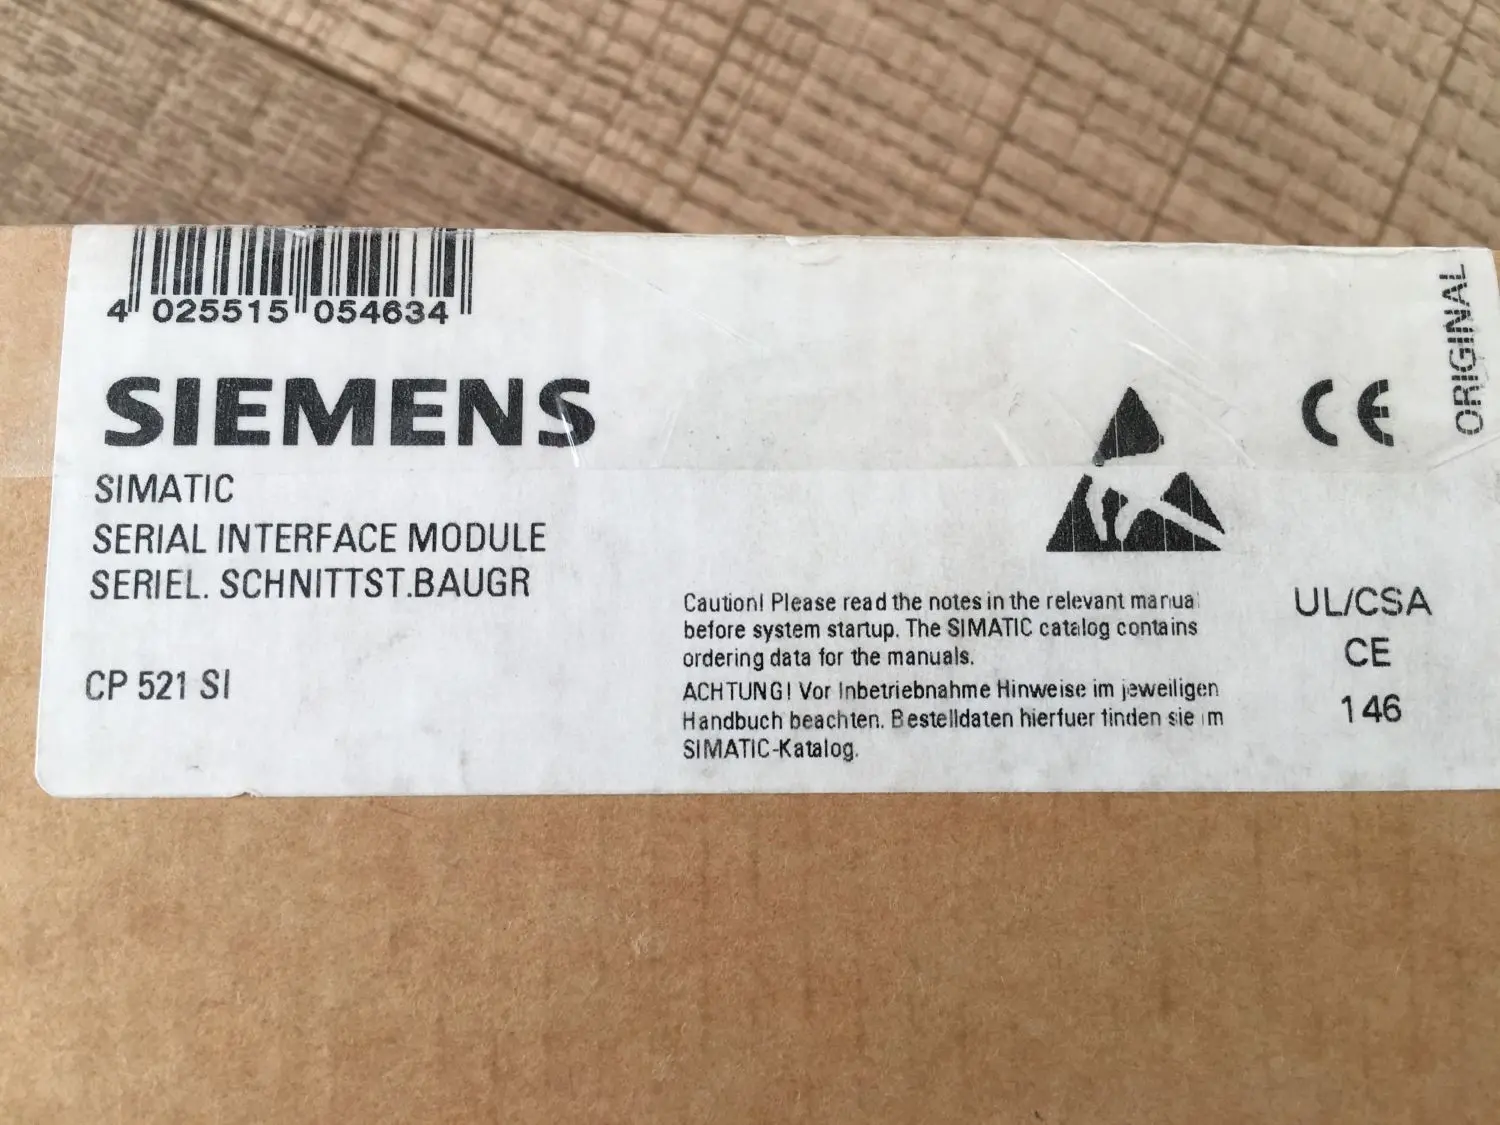 4 025515 054634
SIEMENS
SIMATIC
SERIAL INTERFACE MODULE
SERIEL. SCHNITTST.BAUGR
CP 521 SI
Caution! Please read the notes in the relevant manual
before system startup. The SIMATIC catalog contains
ordering data for the manuals.
ACHTUNG! Vor Inbetriebnahme Hinweise im jeweiligen
Handbuch beachten. Bestelldaten hierfuer finden sie im
SIMATIC-Katalog.
CE
ORIGINAL
UL/CSA
CE
146